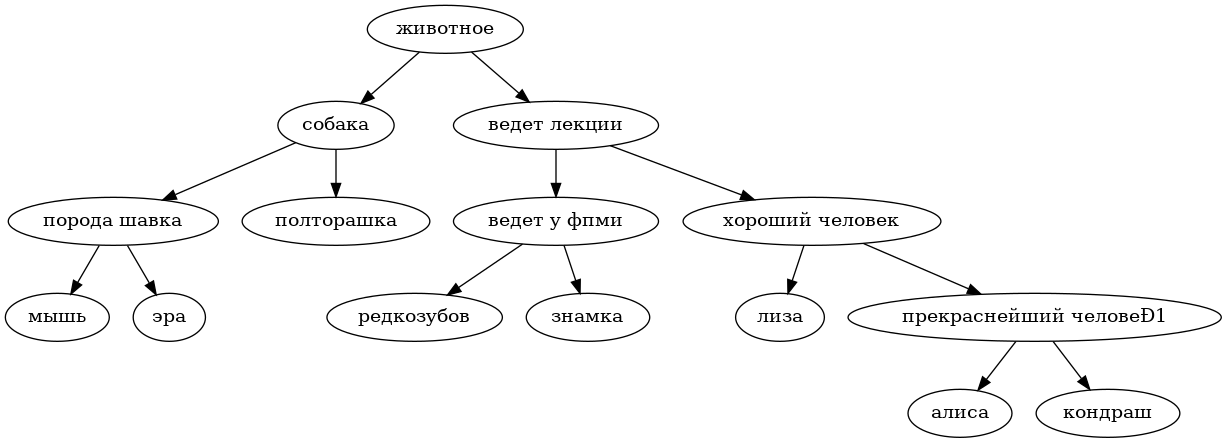 животное
собака
ведет лекции
порода шавка
полторашка
ведет у фпми
хороший человек
мышь
эра
редкозубов
знамка
лиза
прекраснейший человеÐ1
алиса
кондраш